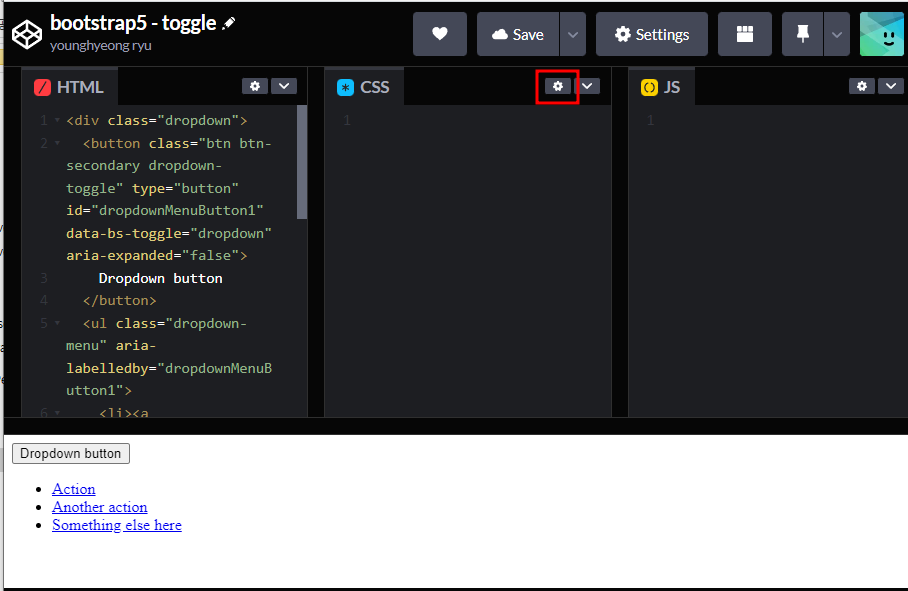 bootstrap5 - toggle
younghyeong ryu
Save
Settings
HTML
CSS
JS
1 <div class="dropdown">
2 <button class="btn btn-
secondary dropdown-
toggle" type="button"
id="dropdownMenuButton1"
data-bs-toggle="dropdown"
aria-expanded="false">
3 Dropdown button
4 </button>
5 <ul class="dropdown-
menu" aria-
labelledby="dropdownMenuB
utton1">
6 <li><a
1
1
Dropdown button
• Action
• Another action
• Something else here